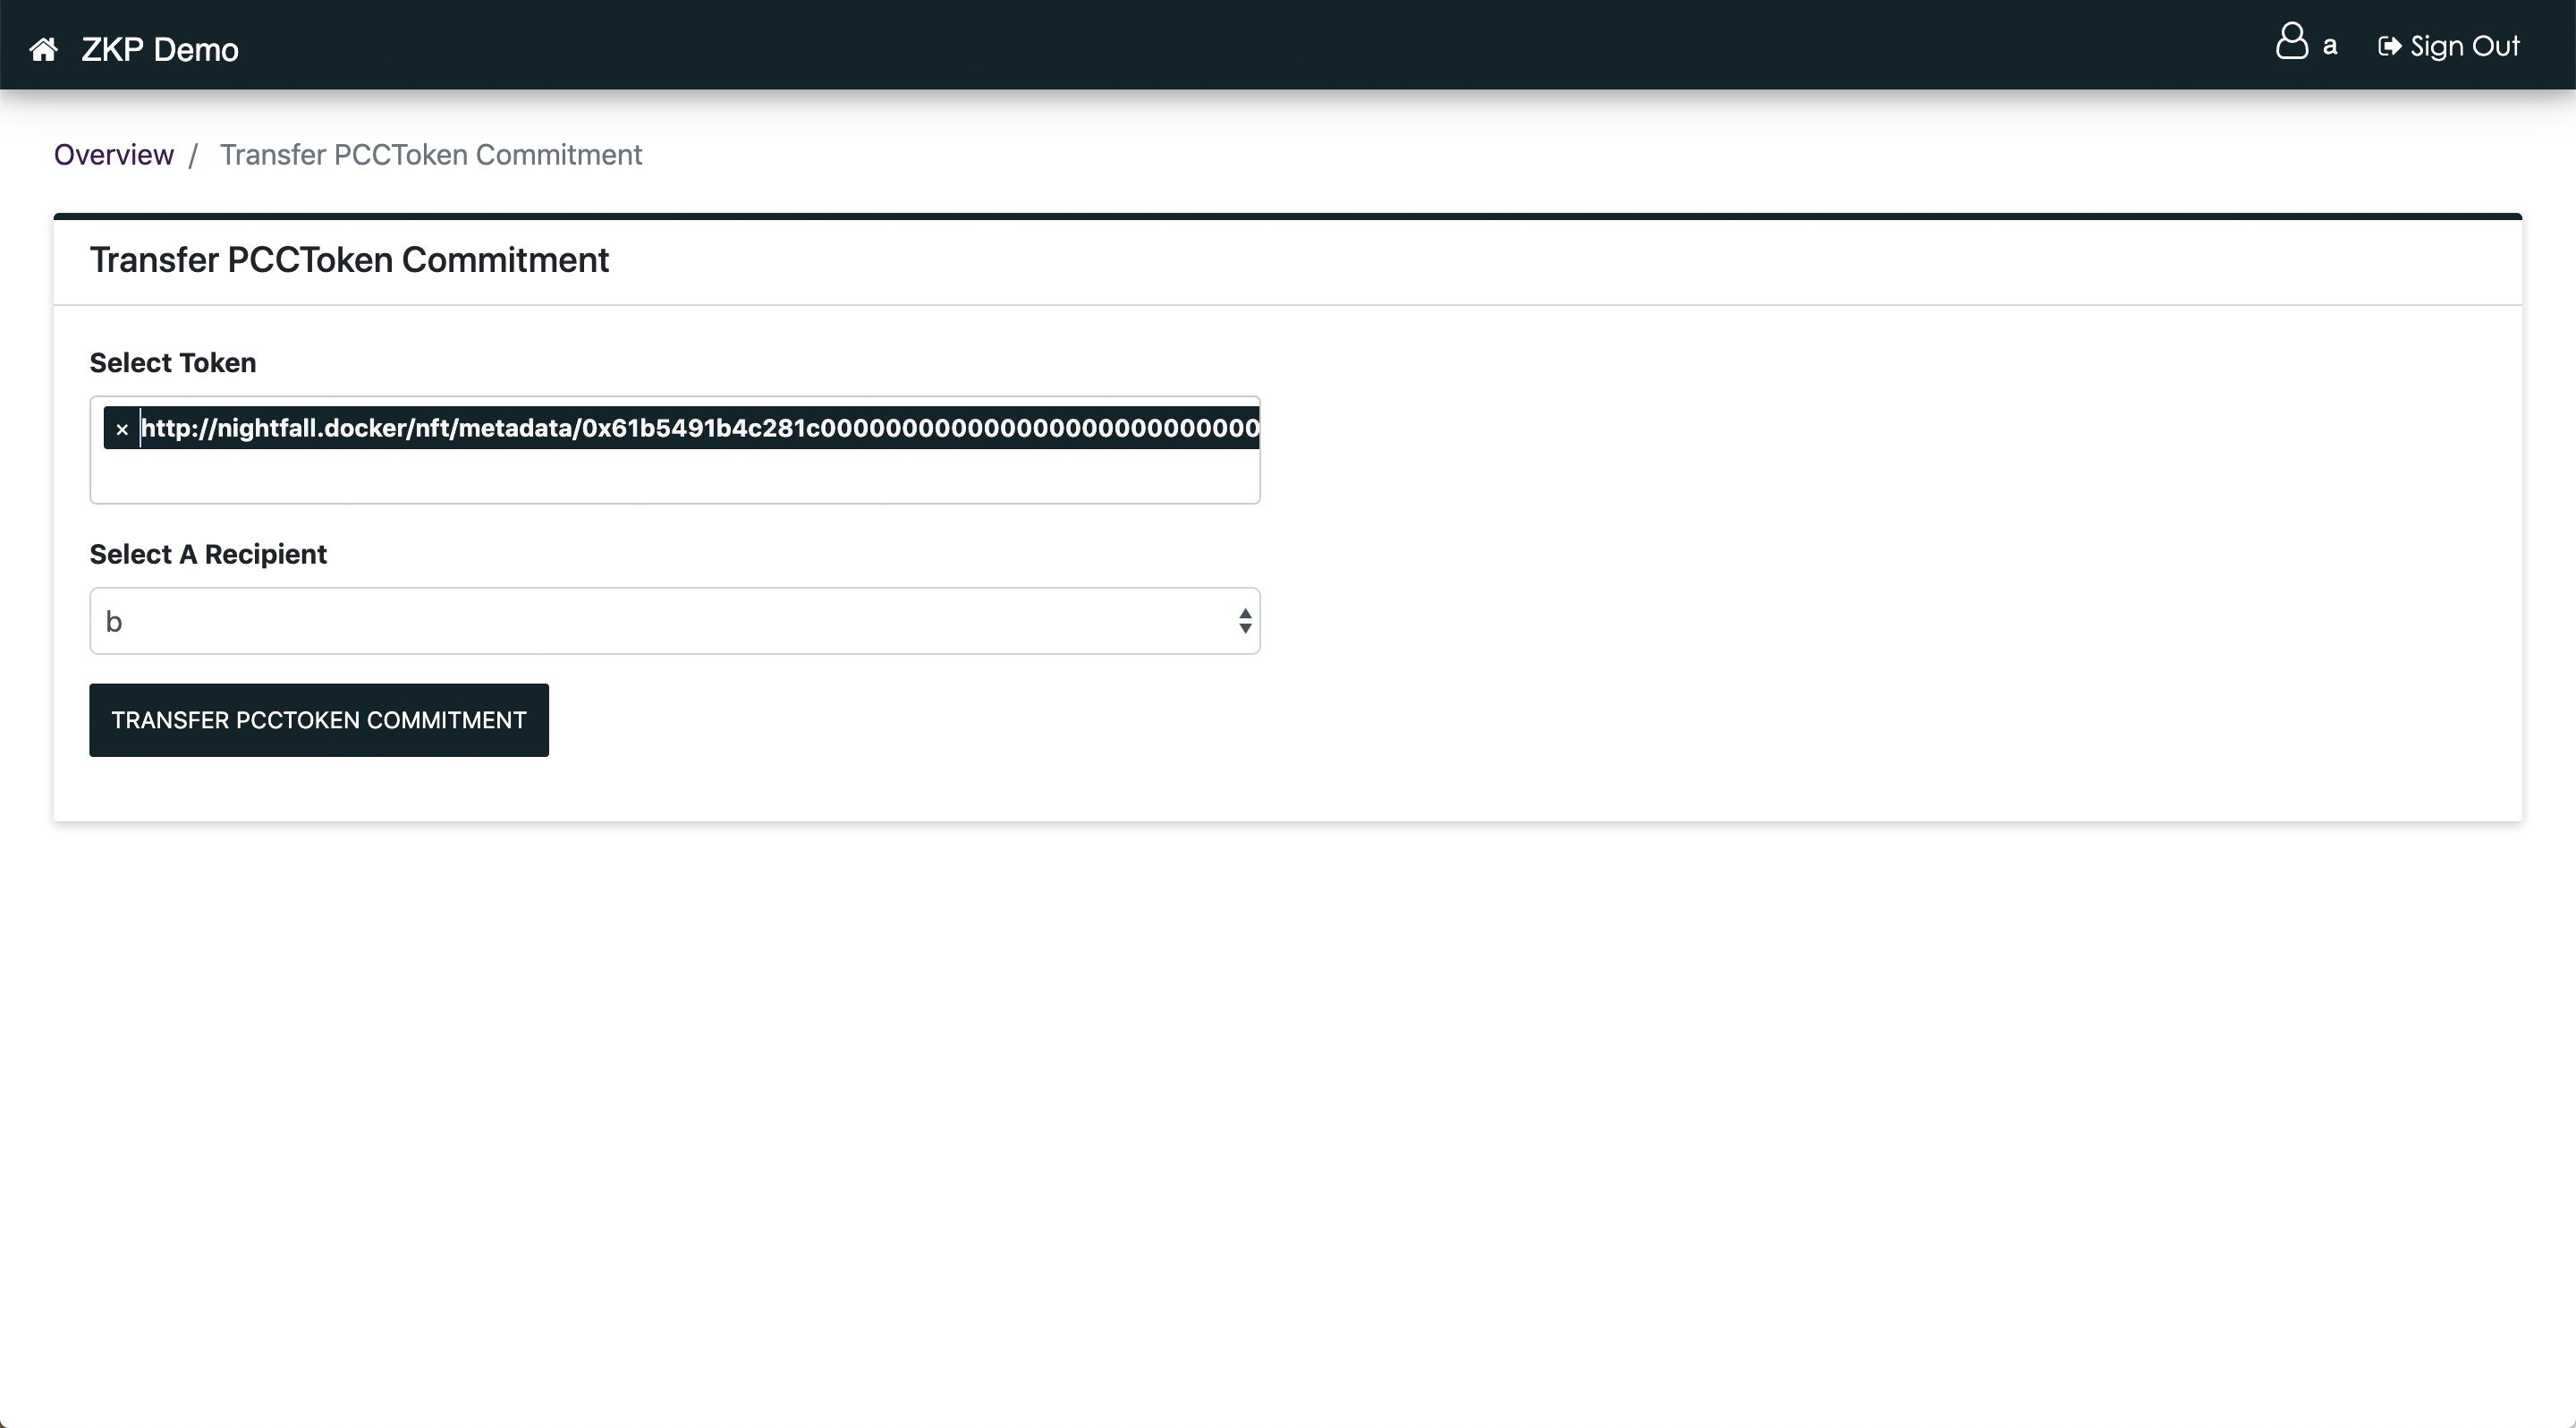 ZKP Demo
a
Sign Out
Overview / Transfer PCCToken Commitment
Transfer PCCToken Commitment
Select Token
× http://nightfall.docker/nft/metadata/0x61b5491b4c281c000000000000000000000000000
Select A Recipient
b
TRANSFER PCCTOKEN COMMITMENT